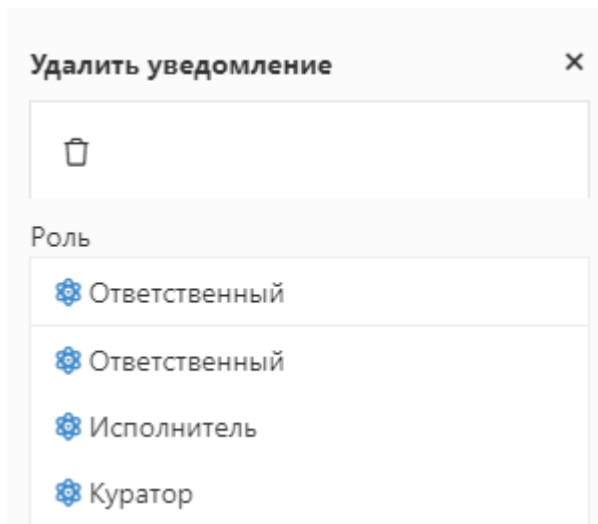 Удалить уведомление
Роль
Ответственный
Ответственный
Исполнитель
Куратор